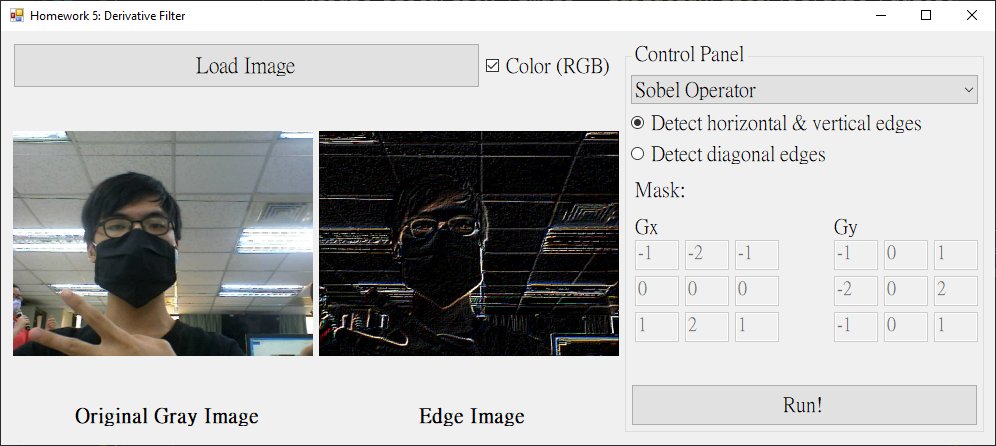 Homework 5: Derivative Filter
Load Image
Color (RGB)
Original Gray Image
Edge Image
Control Panel
Sobel Operator
Detect horizontal & vertical edges
Detect diagonal edges
Mask:
Gx Gy
-1 -2 -1 -1 0 1
0 0 0 -2 0 2
1 2 1 -1 0 1
Run!